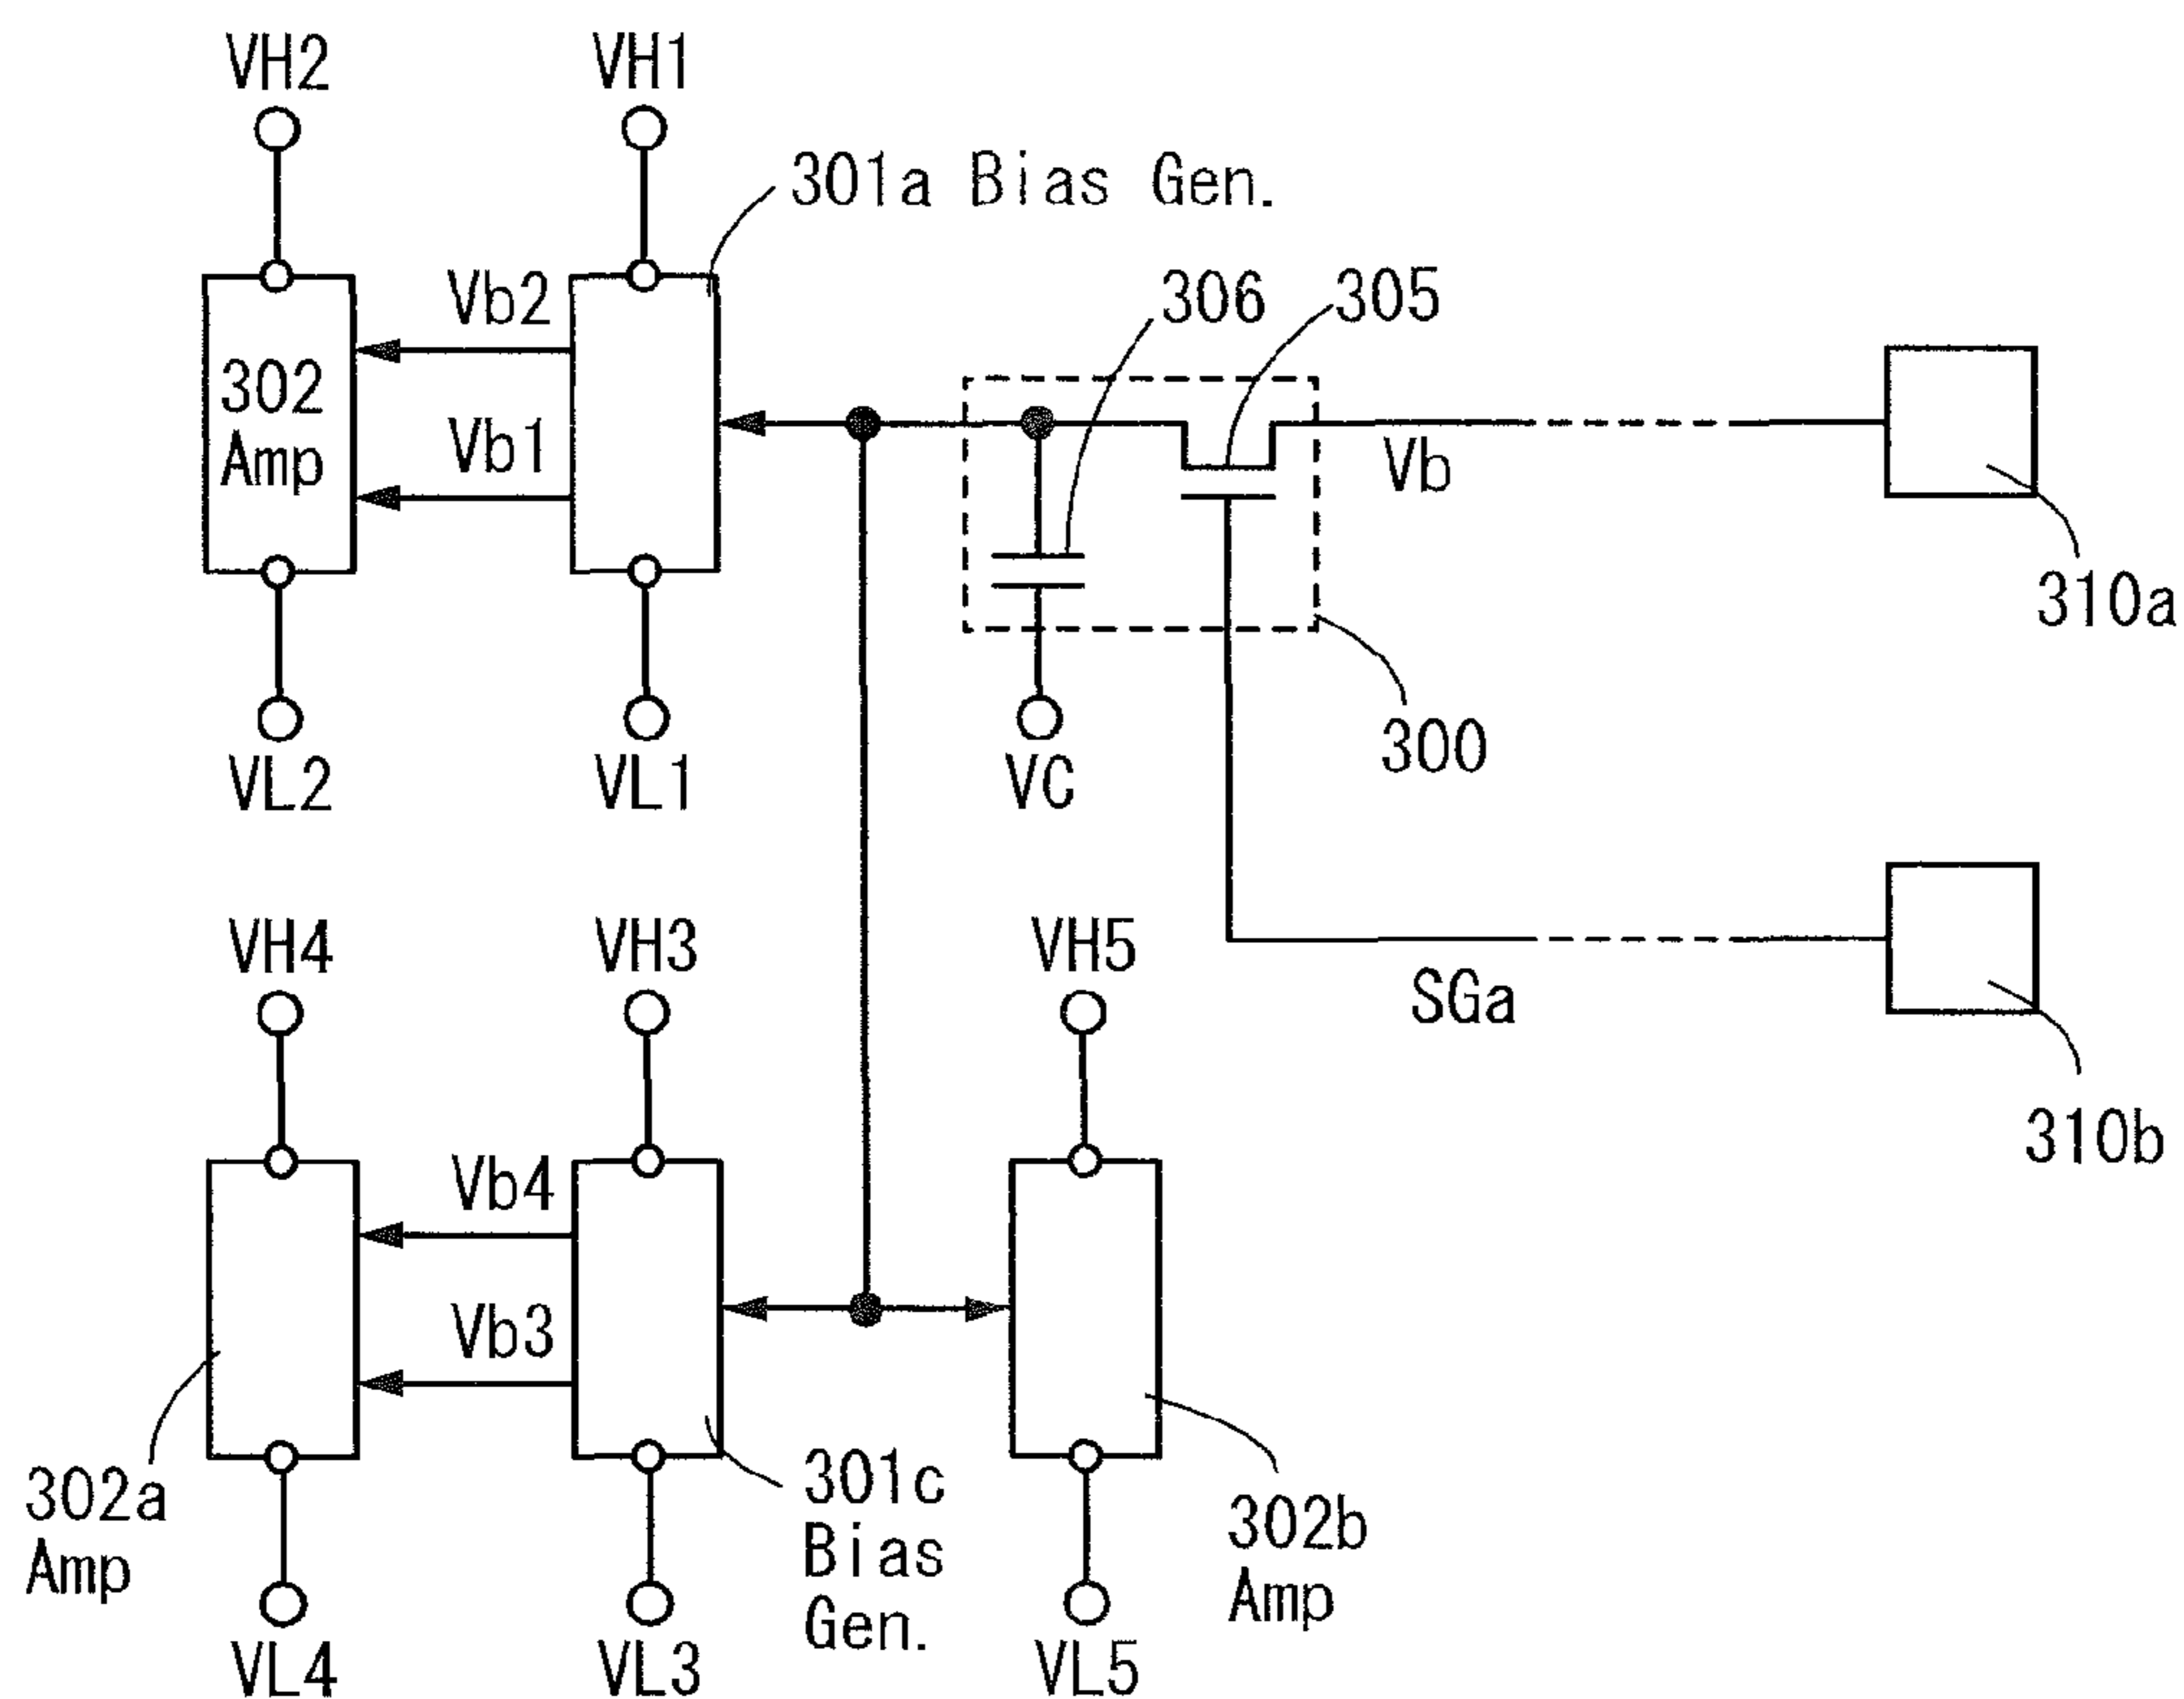 VH2
VH1
301a Bias Gen.
Vb2
306
305
302
Amp
Vb1
Vb
310a
300
VL2
VL1
VC
VH4
VH3
VH5
SGa
310b
Vb4
Vb3
302a
Amp
301c
Bias
Gen.
302b
Amp
VL4
VL3
VL5